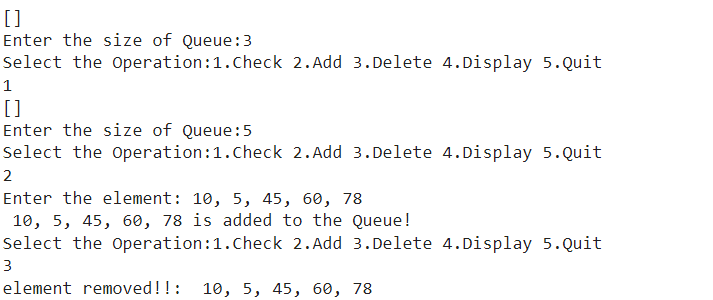 []
Enter the size of Queue:3
Select the Operation:1.Check 2.Add 3.Delete 4.Display 5.Quit
1
[]
Enter the size of Queue:5
Select the Operation:1.Check 2.Add 3.Delete 4.Display 5.Quit
2
Enter the element: 10, 5, 45, 60, 78
 10, 5, 45, 60, 78 is added to the Queue!
Select the Operation:1.Check 2.Add 3.Delete 4.Display 5.Quit
3
element removed!!:  10, 5, 45, 60, 78